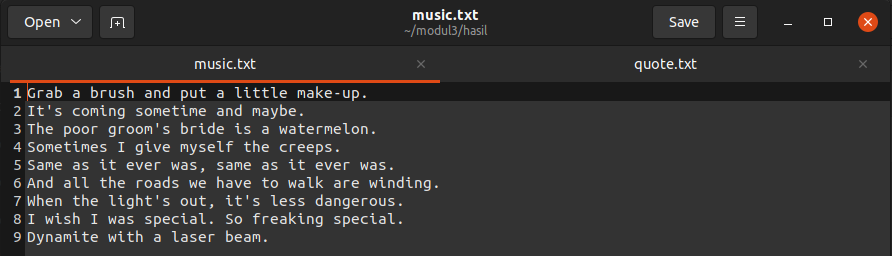 Open
music.txt
~/modul3/hasil
Save
music.txt
quote.txt
1 Grab a brush and put a little make-up.
2 It's coming sometime and maybe.
3 The poor groom's bride is a watermelon.
4 Sometimes I give myself the creeps.
5 Same as it ever was, same as it ever was.
6 And all the roads we have to walk are winding.
7 When the light's out, it's less dangerous.
8 I wish I was special. So freaking special.
9 Dynamite with a laser beam.